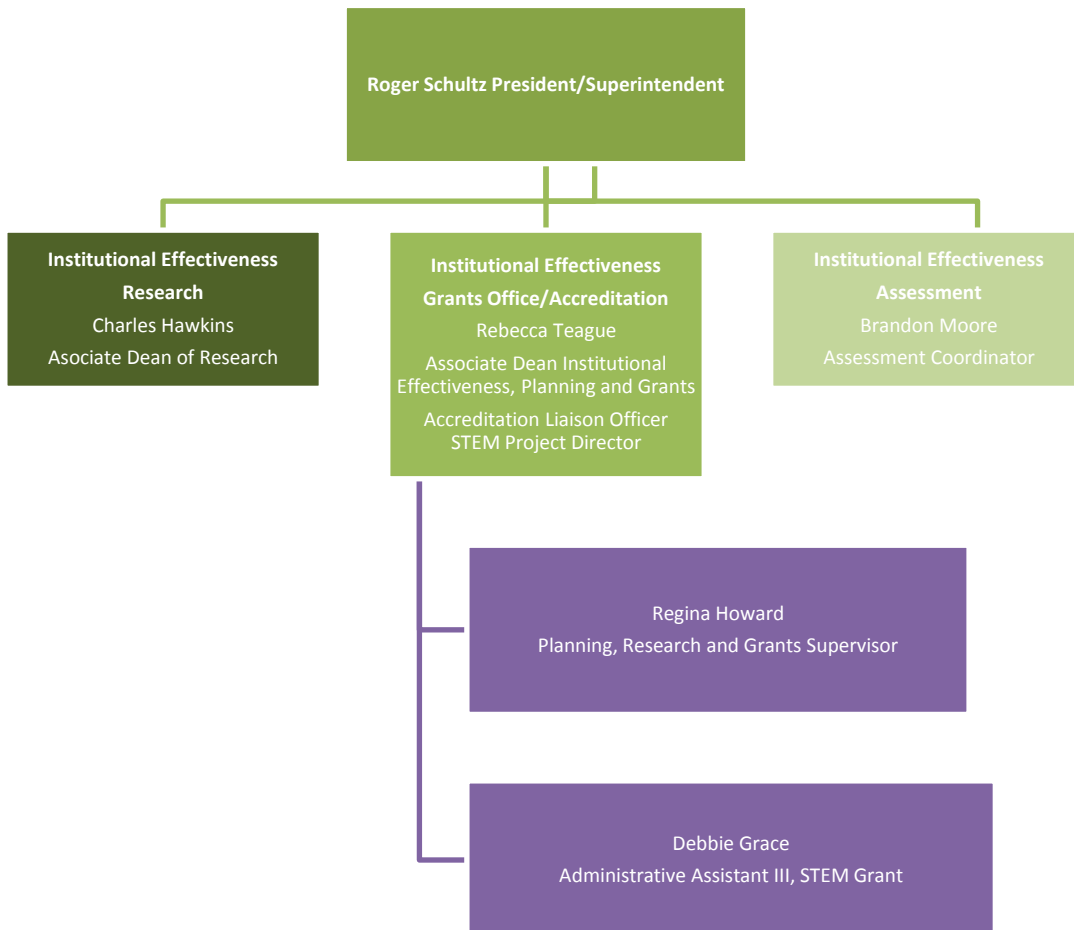 Roger Schultz President/Superintendent
Institutional Effectiveness
Research
Charles Hawkins
Asociate Dean of Research
Institutional Effectiveness
Grants Office/Accreditation
Rebecca Teague
Associate Dean Institutional
Effectiveness, Planning and Grants
Accreditation Liaison Officer
STEM Project Director
Institutional Effectiveness
Assessment
Brandon Moore
Assessment Coordinator
Regina Howard
Planning, Research and Grants Supervisor
Debbie Grace
Administrative Assistant III, STEM Grant